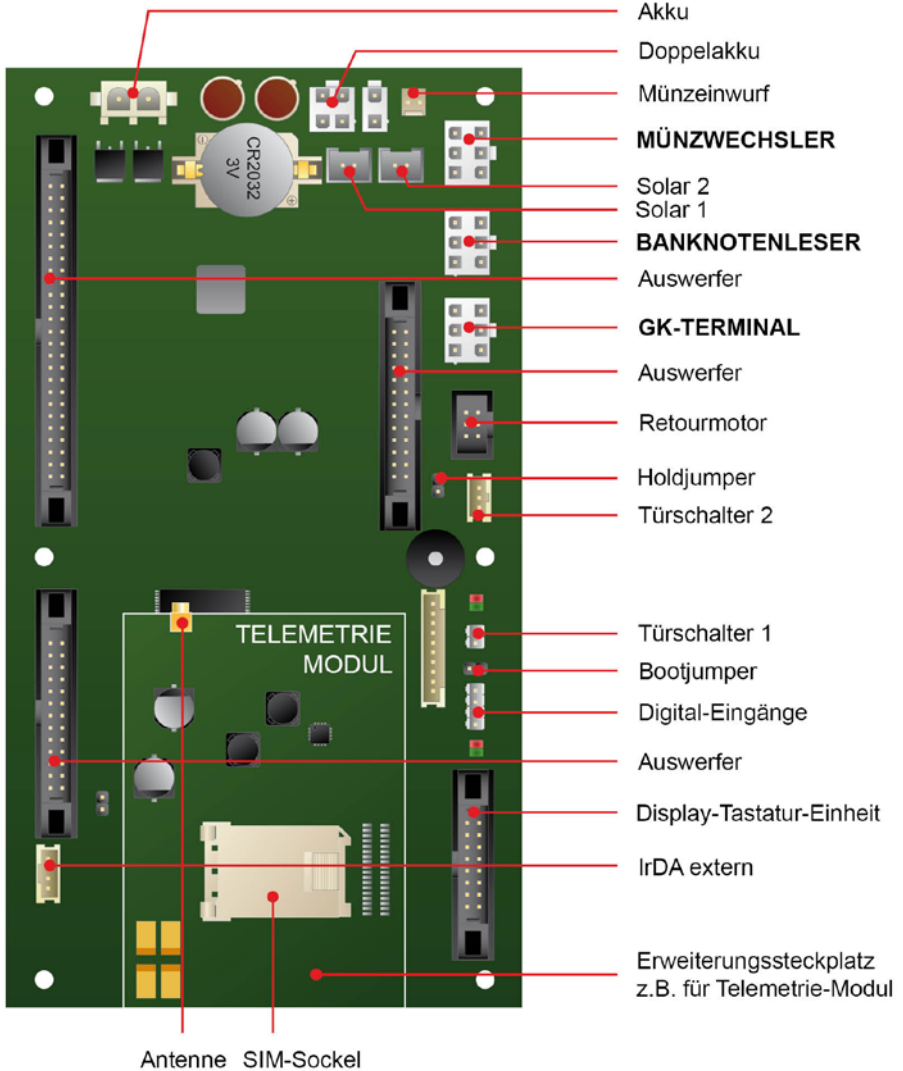 Akku
Doppelakku
Münzeinwurf
MÜNZWECHSLER
Solar 2
Solar 1
BANKNOTENLESER
Auswerfer
GK-TERMINAL
Auswerfer
Retourmotor
Holdjumper
Türschalter 2
Türschalter 1
Bootjumper
Digital-Eingänge
Auswerfer
Display-Tastatur-Einheit
IrDA extern
Erweiterungssteckplatz
z.B. für Telemetrie-Modul
Antenne
SIM-Sockel
CR2032
3V
TELEMETRIE
MODUL